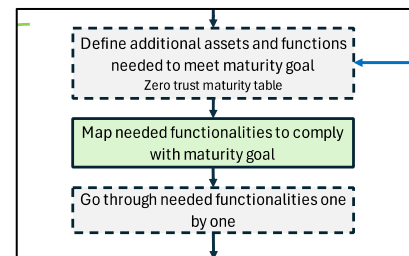 Define additional assets and functions
needed to meet maturity goal
Zero trust maturity table
Map needed functionalities to comply
with maturity goal
Go through needed functionalities one
by one